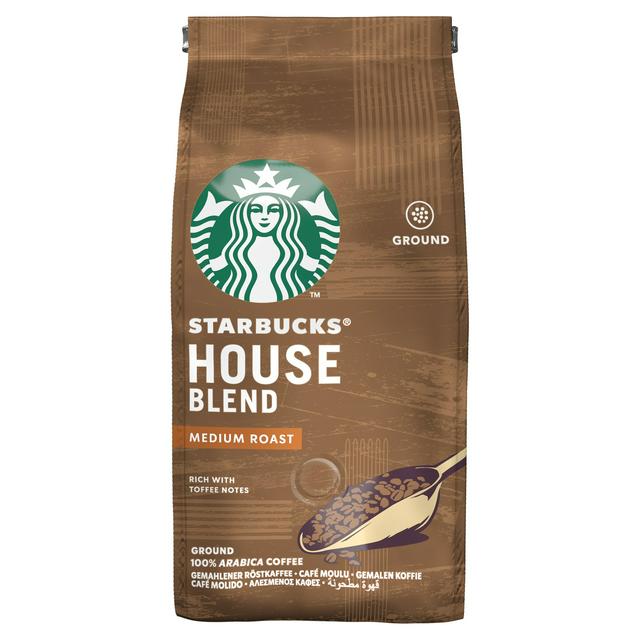 GROUND
™
STARBUCKS®
HOUSE
BLEND
MEDIUM ROAST
RICH WITH
TOFFEE NOTES
GROUND
100% ARABICA COFFEE
GEMAHLENER RÖSTKAFFEE · CAFÉ MOULU · GEMALEN KOFFIE
CAFÉ MOLIDO · ΑΛΕΣΜΕΝΟΣ ΚΑΦΕΣ · قهوة مطحونة